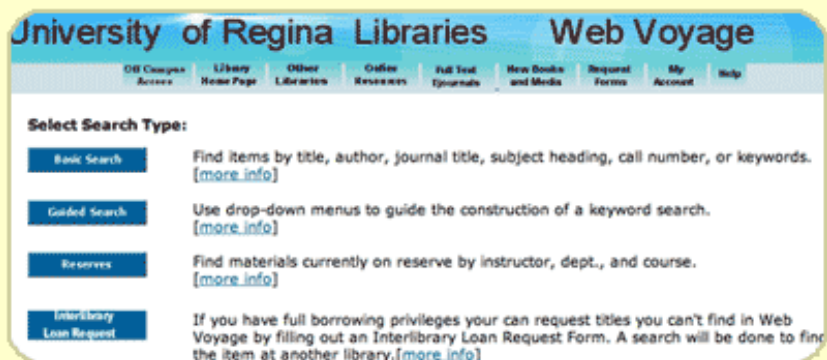 University of Regina Libraries Web Voyage
Off Campus Access
Library Home Page
Other Libraries
Online Resources
Full Text Ejournals
New Books and Media
Request Forms
My Account
Help
Select Search Type:
Basic Search
Find items by title, author, journal title, subject heading, call number, or keywords.
[more info]
Guided Search
Use drop-down menus to guide the construction of a keyword search.
[more info]
Reserves
Find materials currently on reserve by instructor, dept., and course.
[more info]
Interlibrary
Loan Request
If you have full borrowing privileges your can request titles you can't find in Web
Voyage by filling out an Interlibrary Loan Request Form. A search will be done to find
the item at another library.[more info]